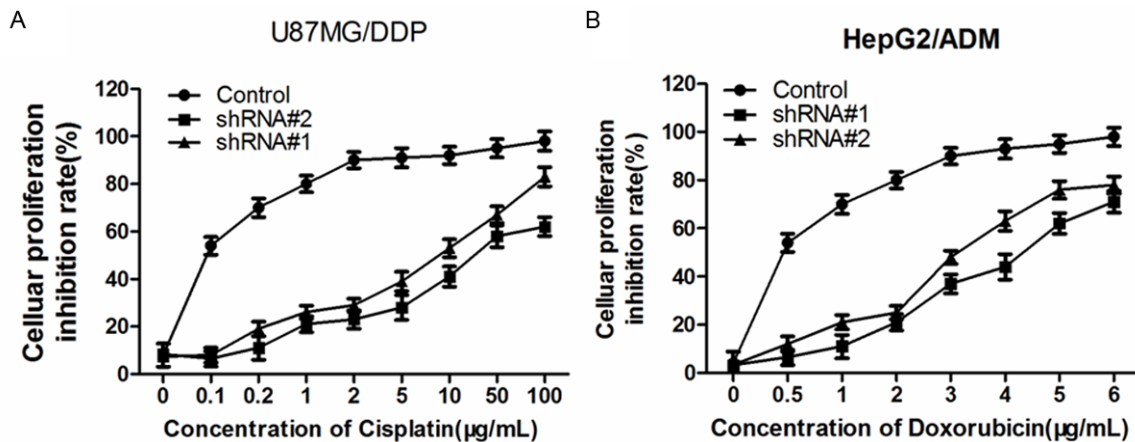 A
U87MG/DDP
Celluar proliferation
inhibition rate(%)
120
100
80
60
40
20
0
Control
shRNA#2
shRNA#1
0 0.1 0.2 1 2 5 10 50 100
Concentration of Cisplatin(µg/mL)
B
HepG2/ADM
Celluar proliferation
inhibition rate(%)
120
100
80
60
40
20
0
Control
shRNA#1
shRNA#2
0 0.5 1 2 3 4 5 6
Concentration of Doxorubicin(µg/mL)